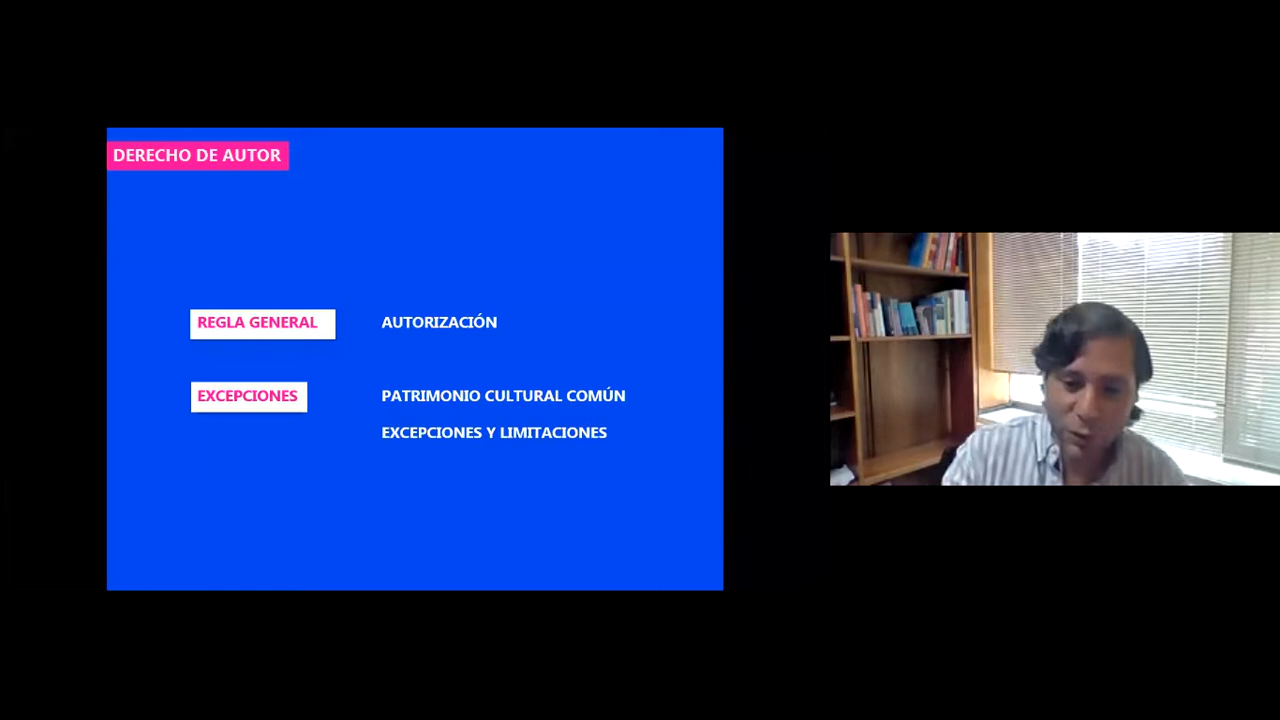 DERECHO DE AUTOR
REGLA GENERAL AUTORIZACIÓN
EXCEPCIONES PATRIMONIO CULTURAL COMÚN
EXCEPCIONES Y LIMITACIONES